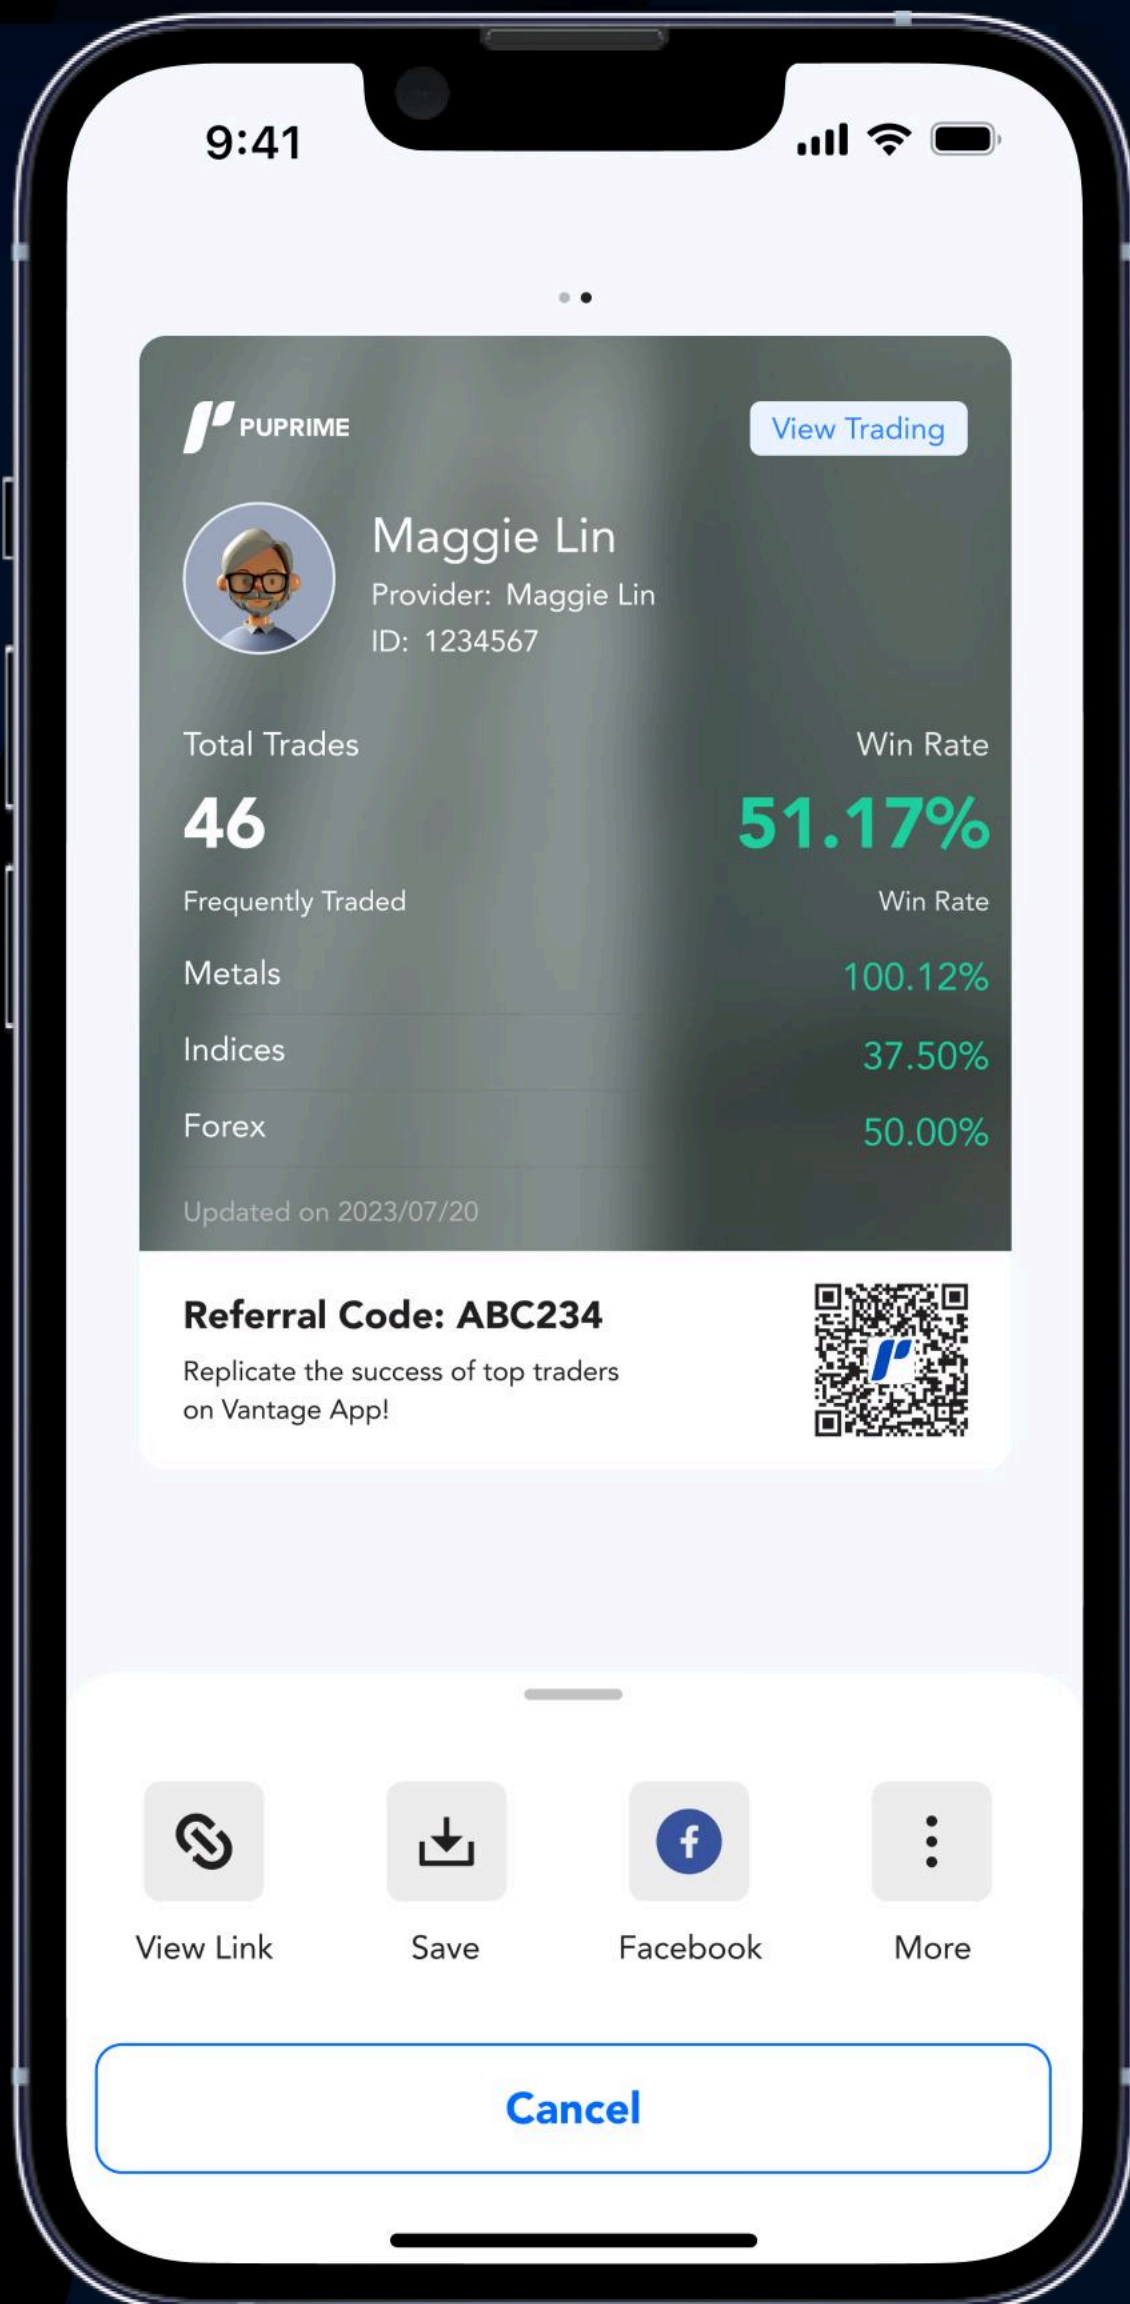 9:41
PUPRIME
View Trading
Maggie Lin
Provider: Maggie Lin
ID: 1234567
Total Trades
Win Rate
46
51.17%
Frequently Traded
Win Rate
Metals
100.12%
Indices
37.50%
Forex
50.00%
Updated on 2023/07/20
Referral Code: ABC234
Replicate the success of top traders
on Vantage App!
View Link
Save
Facebook
More
Cancel